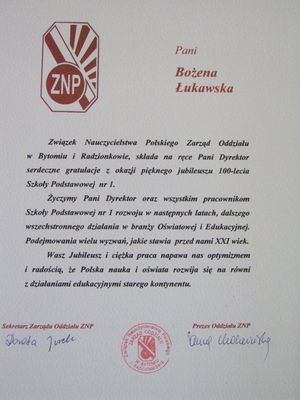 ZNP
Pani
Bożena
Łukawska
Związek Nauczycielstwa Polskiego Zarząd Oddziału
w Bytomiu i Radzionkowie, składa na ręce Pani Dyrektor
serdeczne gratulacje z okazji pięknego jubileuszu 100-lecia
Szkoły Podstawowej nr 1.
Życzymy Pani Dyrektor oraz wszystkim pracownikom
Szkoły Podstawowej nr 1 rozwoju w następnych latach, dalszego
wszechstronnego działania w branży Oświatowej i Edukacyjnej.
Podejmowania wielu wyzwań, jakie stawia przed nami XXI wiek.
Wasz Jubileusz i ciężka praca napawa nas optymizmem
i radością, że Polska nauka i oświata rozwija się na równi
z działaniami edukacyjnymi starego kontynentu.
Sekretarz Zarządu Oddziału ZNP
Prezes Oddziału ZNP
Dorota